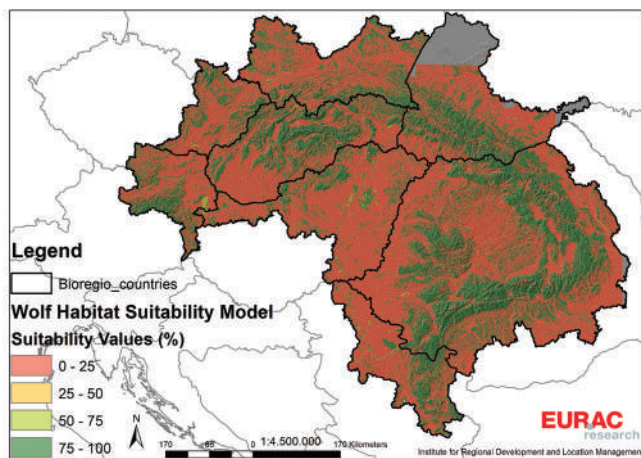 Legend
Bioregio_countries
Wolf Habitat Suitability Model
Suitability Values (%)
0 - 25
25 - 50
50 - 75
75 - 100
N
170 85 0 1:4.500.000 170 Kilometers
EURAC
research
Institute for Regional Development and Location Management